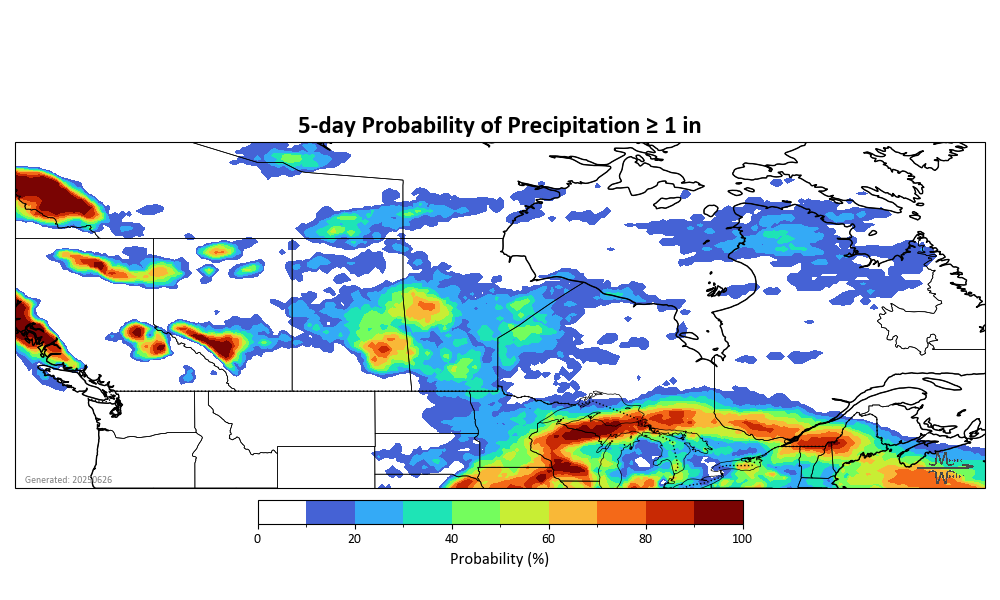 5-day Probability of Precipitation ≥ 1 in
Generated: 20250626
0 20 40 60 80 100
Probability (%)